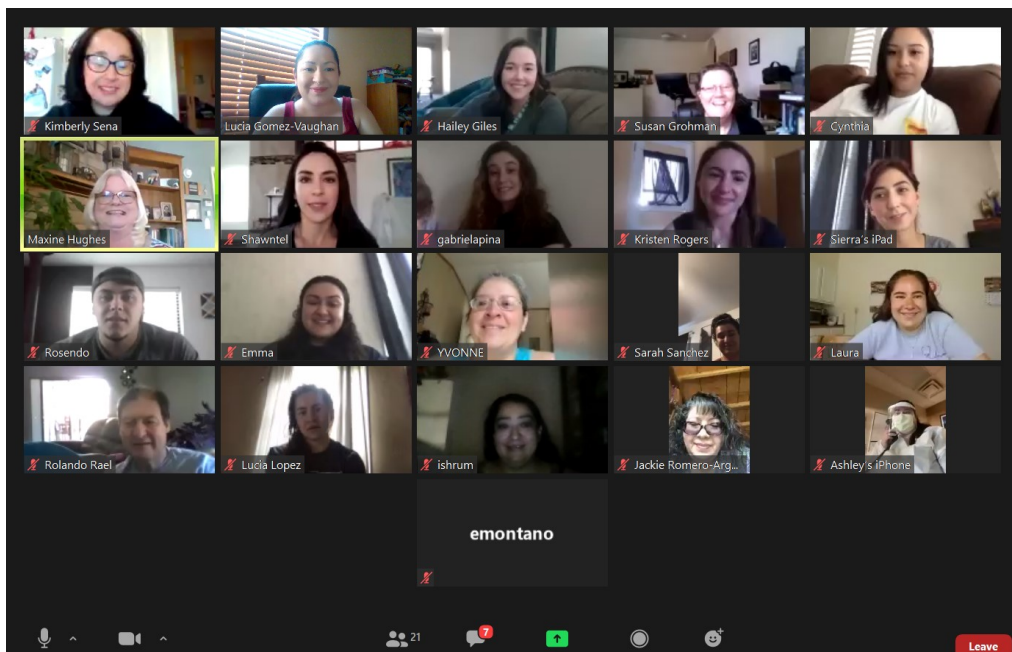 Kimberly Sena
Lucia Gomez-Vaughan
Hailey Giles
Susan Grohman
Cynthia
Maxine Hughes
Shawntel
gabrielapina
Kristen Rogers
Sierra's iPad
Rosendo
Emma
YVONNE
Sarah Sanchez
Laura
Rolando Rael
Lucia Lopez
ishrum
Jackie Romero-Arg...
Ashley's iPhone
emontano
21
7
Leave